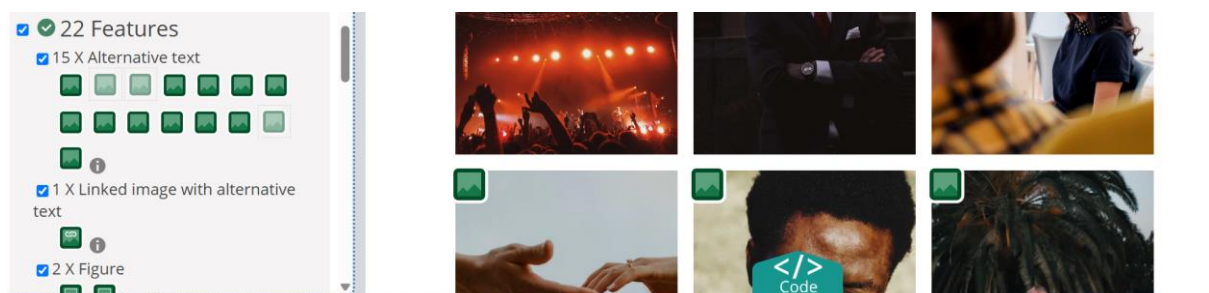 22 Features
15 X Alternative text
1 X Linked image with alternative
text
2 X Figure
</>
Code